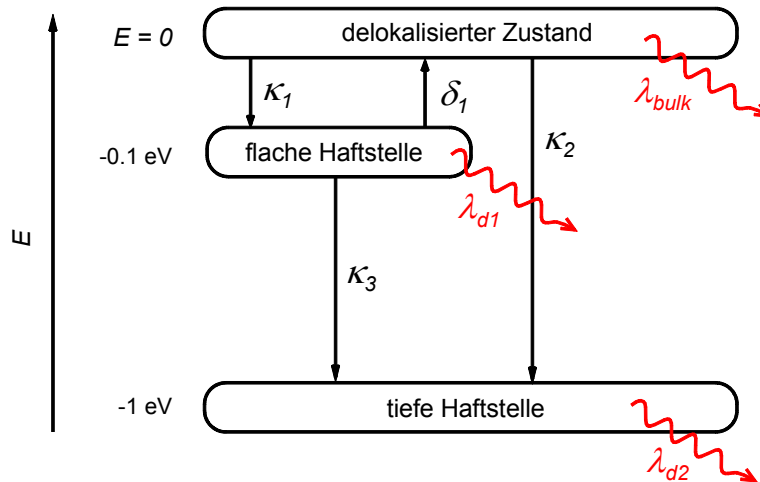 E = 0
delokalisierter Zustand
κ1
δ1
λbulk
-0.1 eV
flache Haftstelle
κ2
λd1
E
κ3
-1 eV
tiefe Haftstelle
λd2